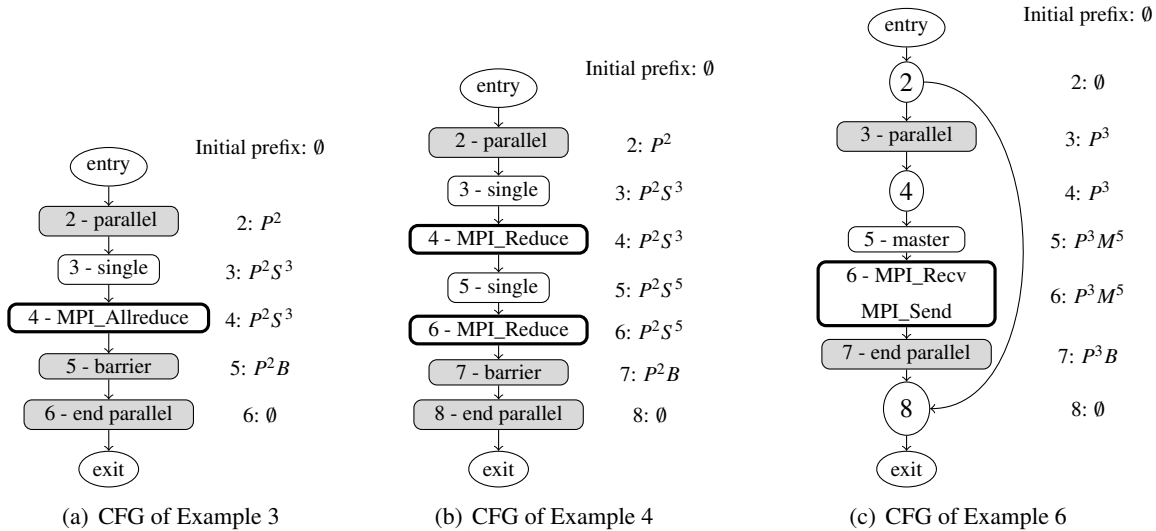 Initial prefix: ∅
entry
2 - parallel
2: P²
3 - single
3: P²S³
4 - MPI_Allreduce
4: P²S³
5 - barrier
5: P²B
6 - end parallel
6: ∅
exit
(a) CFG of Example 3
Initial prefix: ∅
entry
2 - parallel
2: P²
3 - single
3: P²S³
4 - MPI_Reduce
4: P²S³
5 - single
5: P²S⁵
6 - MPI_Reduce
6: P²S⁵
7 - barrier
7: P²B
8 - end parallel
8: ∅
exit
(b) CFG of Example 4
Initial prefix: ∅
entry
2
2: ∅
3 - parallel
3: P³
4
4: P³
5 - master
5: P³M⁵
6 - MPI_Recv
MPI_Send
6: P³M⁵
7 - end parallel
7: P³B
8
8: ∅
exit
(c) CFG of Example 6